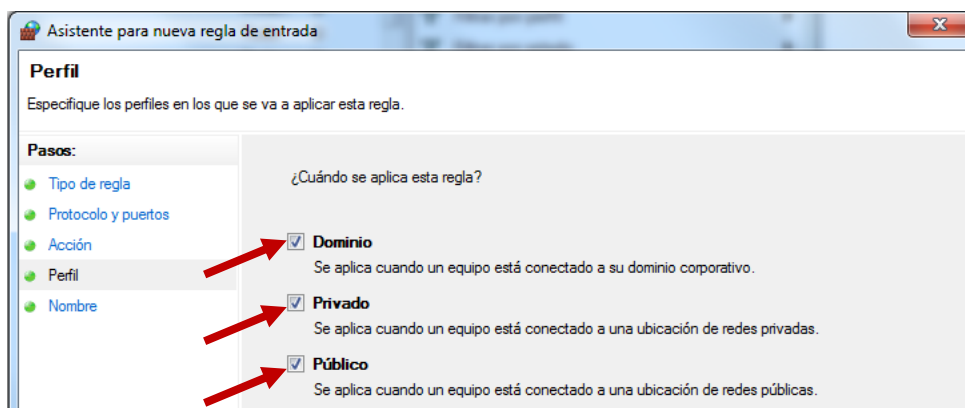 Asistente para nueva regla de entrada
Perfil
Especifique los perfiles en los que se va a aplicar esta regla.
Pasos:
Tipo de regla
Protocolo y puertos
Acción
Perfil
Nombre
¿Cuándo se aplica esta regla?
Dominio
Se aplica cuando un equipo está conectado a su dominio corporativo.
Privado
Se aplica cuando un equipo está conectado a una ubicación de redes privadas.
Público
Se aplica cuando un equipo está conectado a una ubicación de redes públicas.